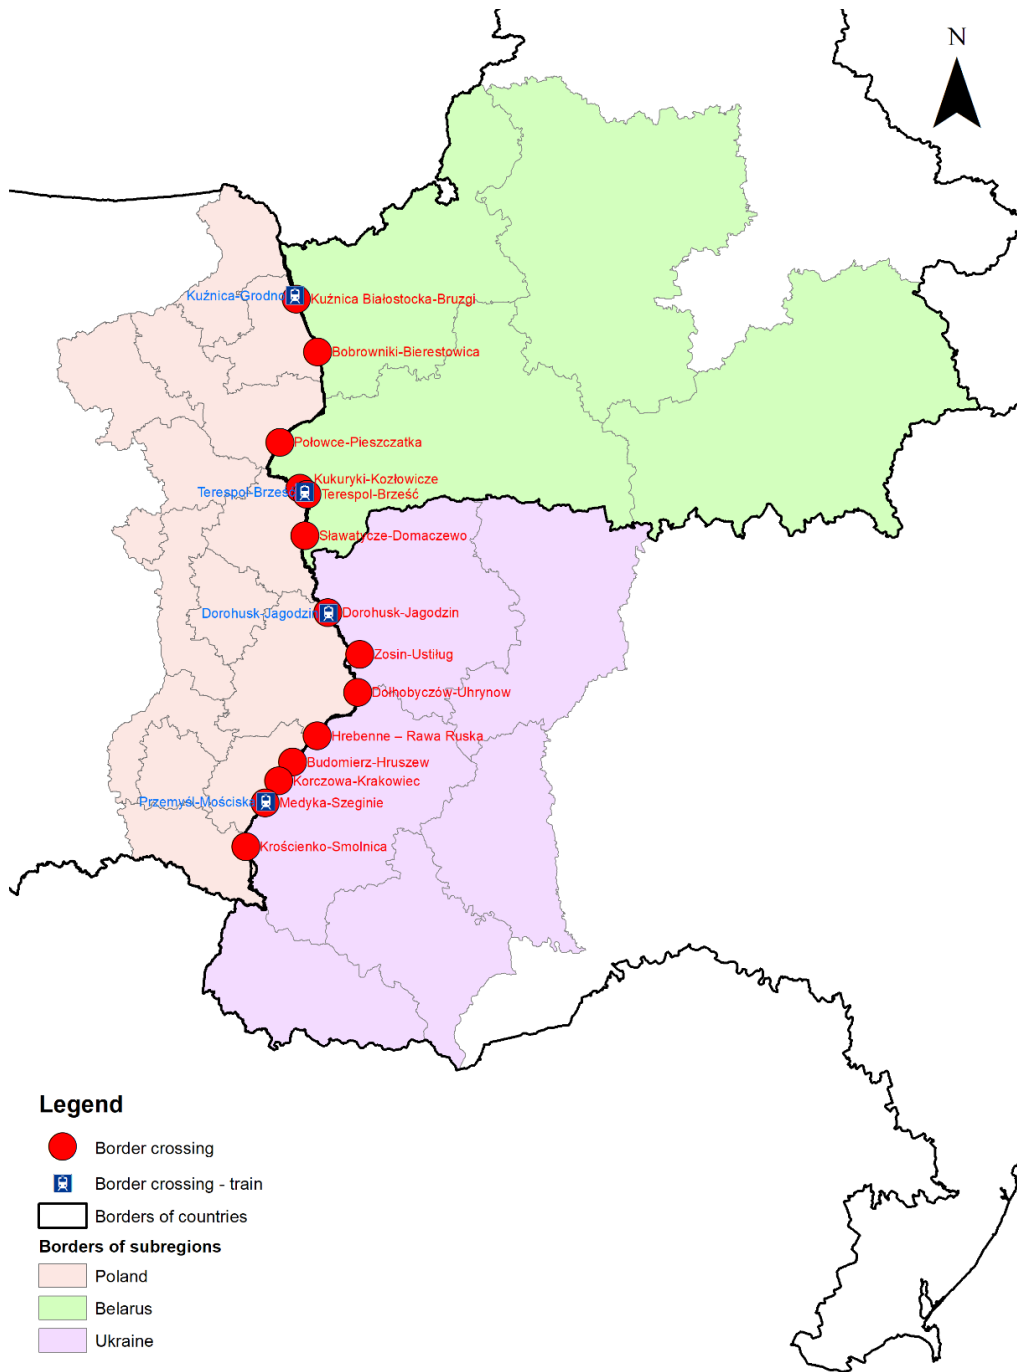 N
Kuźnica-Grodno
Kuźnica Białostocka-Bruzgi
Bobrowniki-Bierestowica
Połowce-Pieszczatka
Kukuryki-Kozłowicze
Terespol-Brześć
Terespol-Brześć
Sławatycze-Domaczewo
Dorohusk-Jagodzin
Dorohusk-Jagodzin
Zosin-Ustiług
Dołhobyczów-Uhrynow
Hrebenne – Rawa Ruska
Budomierz-Hruszew
Korczowa-Krakowiec
Przemyśl-Mościska
Medyka-Szeginie
Krościenko-Smolnica
Legend
Border crossing
Border crossing - train
Borders of countries
Borders of subregions
Poland
Belarus
Ukraine